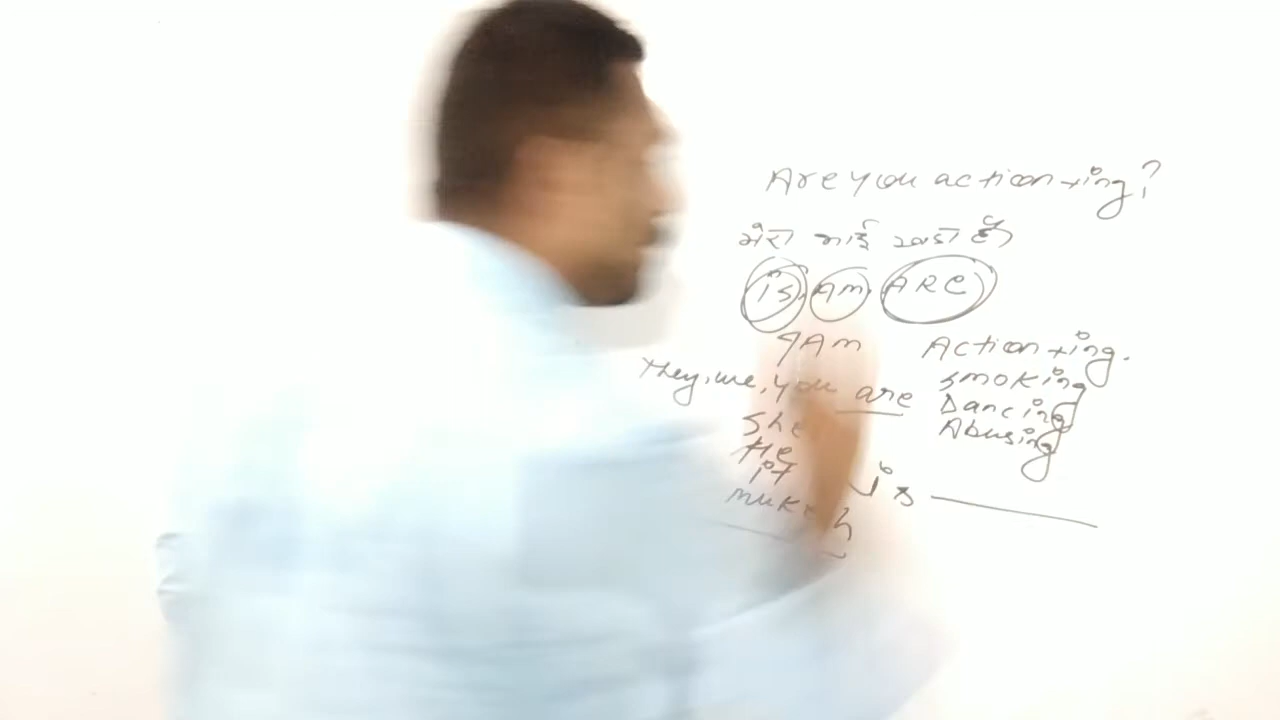 Are you action+ing?
मेरा भाई खडा हैं
is AM ARE
I Am Action+ing.
They, we, you are smoking
She Dancing
He Abusing
it is
mukesh